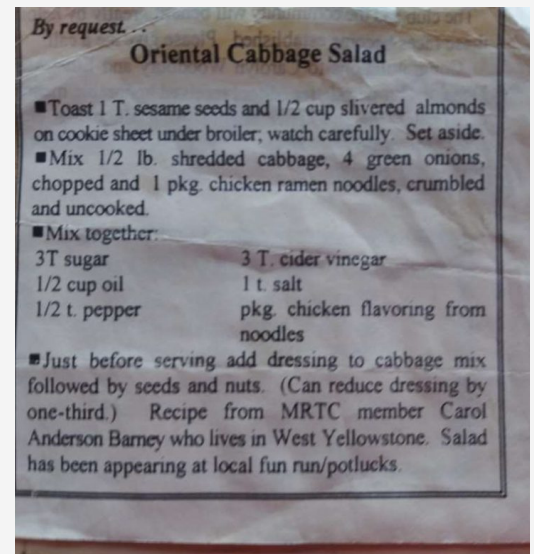 By request. . .
Oriental Cabbage Salad
■Toast 1 T. sesame seeds and 1/2 cup slivered almonds
on cookie sheet under broiler; watch carefully. Set aside.
■Mix 1/2 lb. shredded cabbage, 4 green onions,
chopped and 1 pkg. chicken ramen noodles, crumbled
and uncooked.
■Mix together:
3T sugar 3 T. cider vinegar
1/2 cup oil 1 t. salt
1/2 t. pepper pkg. chicken flavoring from
noodles
■Just before serving add dressing to cabbage mix
followed by seeds and nuts. (Can reduce dressing by
one-third.) Recipe from MRTC member Carol
Anderson Barney who lives in West Yellowstone. Salad
has been appearing at local fun run/potlucks.